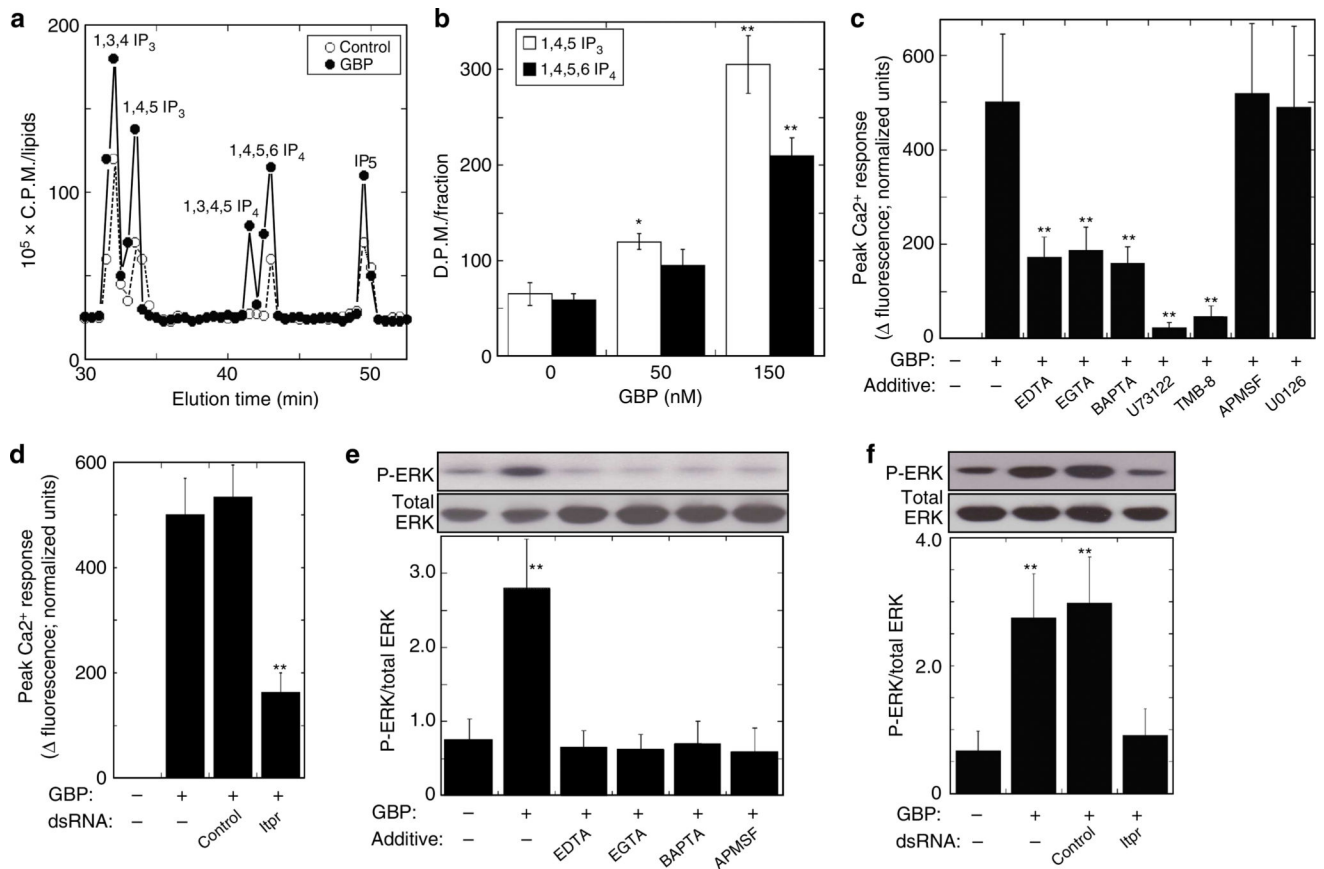 a
200
100
0
30
40
50
10⁵ × C.P.M./lipids
Elution time (min)
1,3,4 IP₃
1,4,5 IP₃
1,3,4,5 IP₄
1,4,5,6 IP₄
IP5
Control
GBP
b
300
200
100
0
D.P.M./fraction
1,4,5 IP₃
1,4,5,6 IP₄
*
**
**
0
50
150
GBP (nM)
c
600
400
200
0
Peak Ca2⁺ response
(Δ fluorescence; normalized units)
** ** ** ** **
GBP: – + + + + + + + +
Additive: – – EDTA EGTA BAPTA U73122 TMB-8 APMSF U0126
d
600
400
200
0
Peak Ca2⁺ response
(Δ fluorescence; normalized units)
**
GBP: – + + +
dsRNA: – – Control Itpr
e
P-ERK
Total
ERK
3.0
2.0
1.0
0
P-ERK/total ERK
**
GBP: – + + + + +
Additive: – – EDTA EGTA BAPTA APMSF
f
P-ERK
Total
ERK
4.0
2.0
0
P-ERK/total ERK
** **
GBP: – + + +
dsRNA: – – Control Itpr